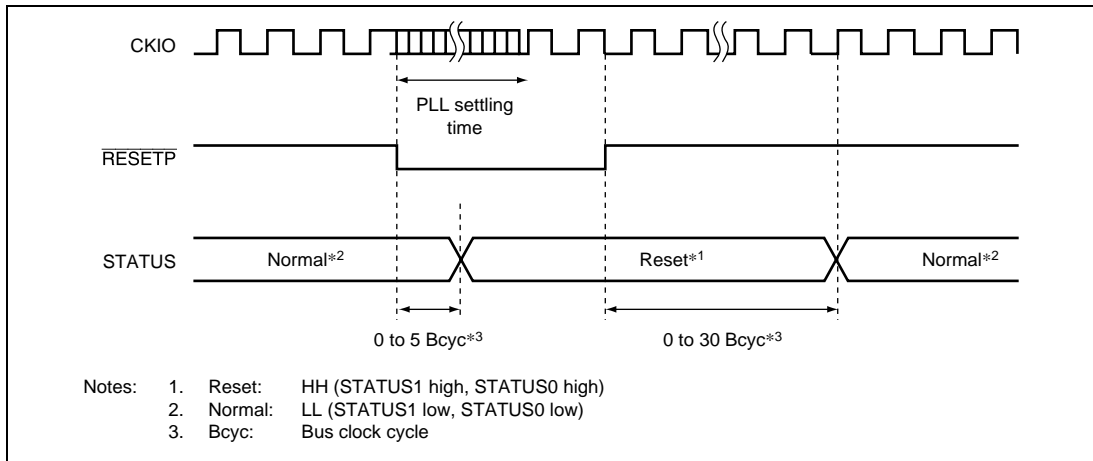 CKIO
PLL settling
time
RESETP
STATUS
Normal*2
Reset*1
Normal*2
0 to 5 Bcyc*3
0 to 30 Bcyc*3
Notes: 1. Reset: HH (STATUS1 high, STATUS0 high)
2. Normal: LL (STATUS1 low, STATUS0 low)
3. Bcyc: Bus clock cycle